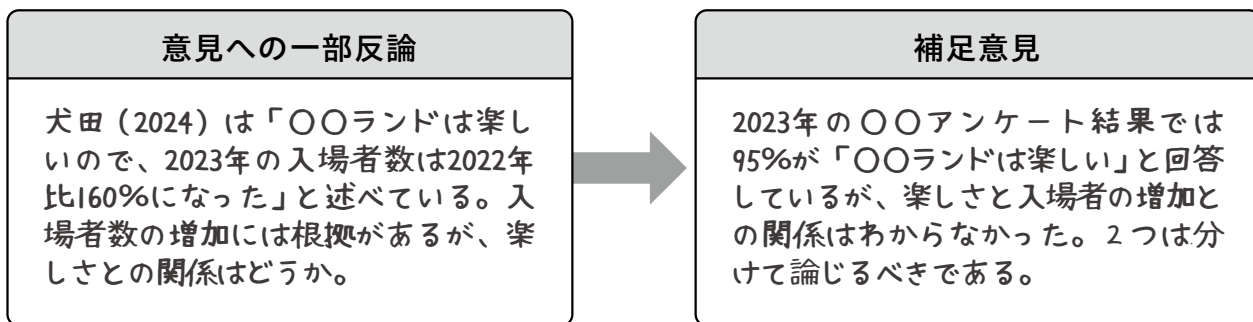 意見への一部反論
犬田（2024）は「〇〇ランドは楽し
いので、2023年の入場者数は2022年
比160%になった」と述べている。入
場者数の増加には根拠があるが、楽
しさとの関係はどうか。
補足意見
2023年の〇〇アンケート結果では
95%が「〇〇ランドは楽しい」と回答
しているが、楽しさと入場者の増加と
の関係はわからなかった。2つは分
けて論じるべきである。